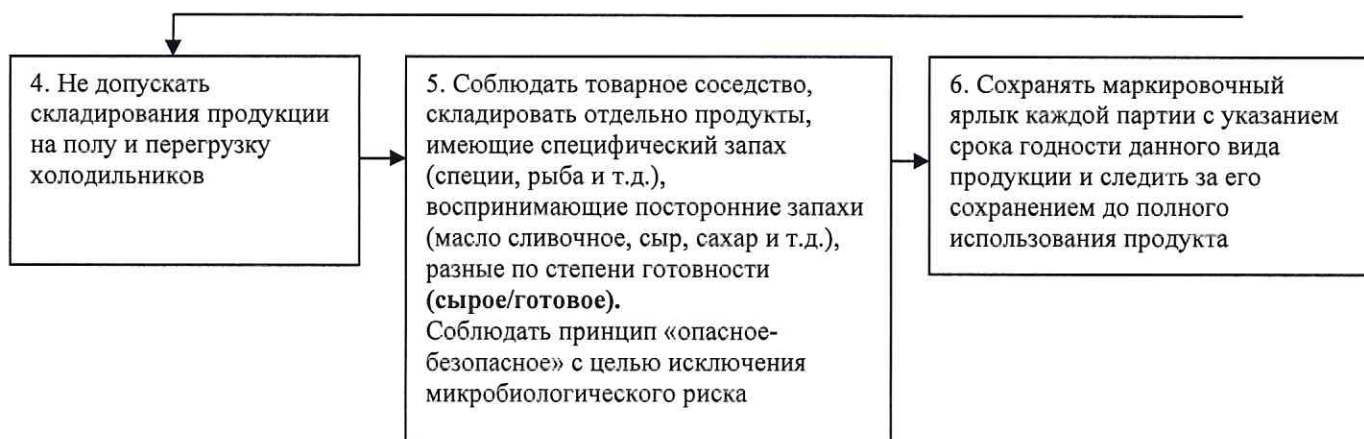 4. Не допускать
складирования продукции
на полу и перегрузку
холодильников
5. Соблюдать товарное соседство,
складировать отдельно продукты,
имеющие специфический запах
(специи, рыба и т.д.),
воспринимающие посторонние запахи
(масло сливочное, сыр, сахар и т.д.),
разные по степени готовности
(сырое/готовое).
Соблюдать принцип «опасное-
безопасное» с целью исключения
микробиологического риска
6. Сохранять маркировочный
ярлык каждой партии с указанием
срока годности данного вида
продукции и следить за его
сохранением до полного
использования продукта